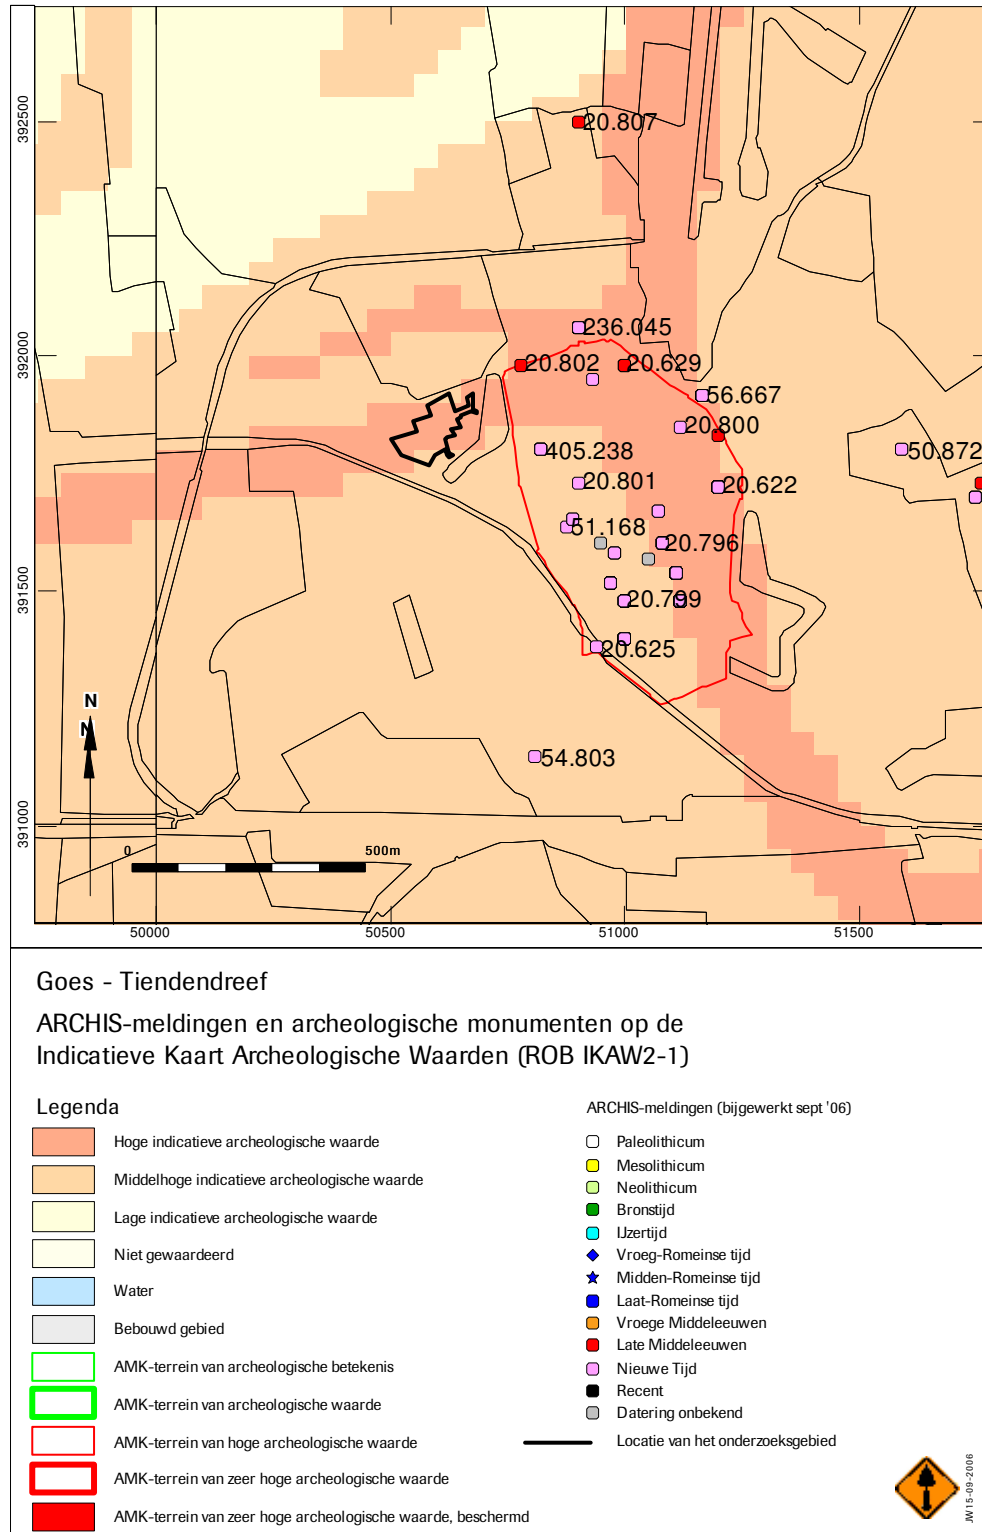 392500
392000
391500
391000
20.807
236.045
20.802
20.629
56.667
20.800
405.238
50.872
20.801
20.622
51.168
20.796
20.799
20.625
54.803
N
N
0
500m
50000
50500
51000
51500
Goes - Tiendendreef
ARCHIS-meldingen en archeologische monumenten op de
Indicatieve Kaart Archeologische Waarden (ROB IKAW2-1)
Legenda
Hoge indicatieve archeologische waarde
Middelhoge indicatieve archeologische waarde
Lage indicatieve archeologische waarde
Niet gewaardeerd
Water
Bebouwd gebied
AMK-terrein van archeologische betekenis
AMK-terrein van archeologische waarde
AMK-terrein van hoge archeologische waarde
AMK-terrein van zeer hoge archeologische waarde
AMK-terrein van zeer hoge archeologische waarde, beschermd
ARCHIS-meldingen (bijgewerkt sept '06)
Paleolithicum
Mesolithicum
Neolithicum
Bronstijd
IJzertijd
Vroeg-Romeinse tijd
Midden-Romeinse tijd
Laat-Romeinse tijd
Vroege Middeleeuwen
Late Middeleeuwen
Nieuwe Tijd
Recent
Datering onbekend
Locatie van het onderzoeksgebied
JW 15-09-2006